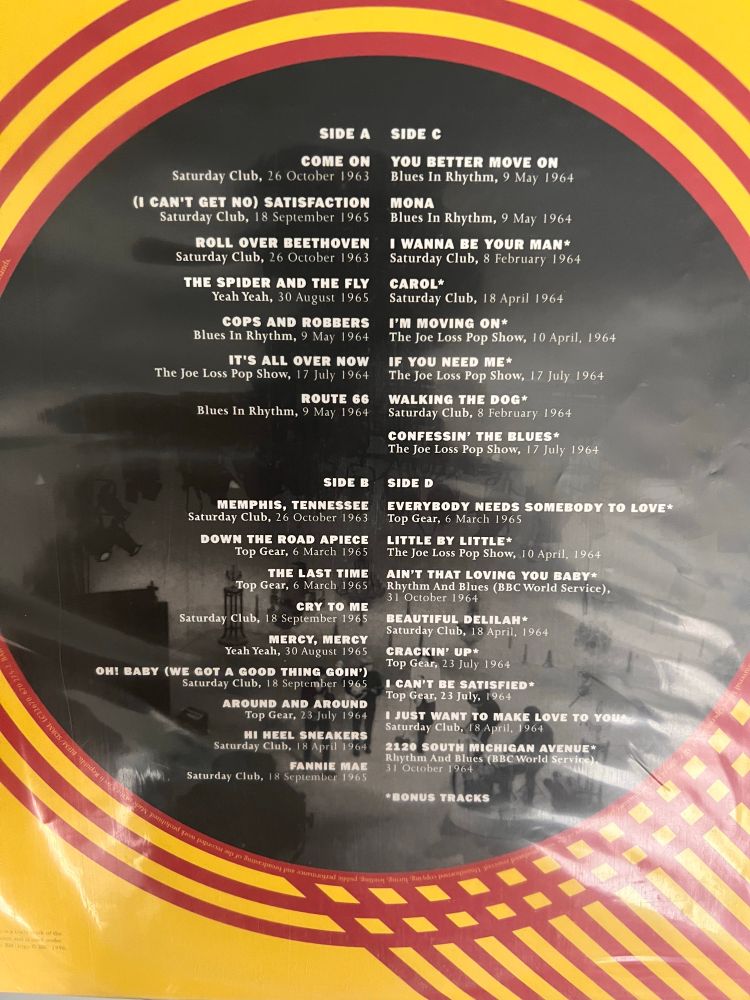 SIDE A
COME ON
Saturday Club, 26 October 1963
(I CAN'T GET NO) SATISFACTION
Saturday Club, 18 September 1965
ROLL OVER BEETHOVEN
Saturday Club, 26 October 1963
THE SPIDER AND THE FLY
Yeah Yeah, 30 August 1965
COPS AND ROBBERS
Blues In Rhythm, 9 May 1964
IT'S ALL OVER NOW
The Joe Loss Pop Show, 17 July 1964
ROUTE 66
Blues In Rhythm, 9 May 1964
SIDE B
MEMPHIS, TENNESSEE
Saturday Club, 26 October 1963
DOWN THE ROAD APIECE
Top Gear, 6 March 1965
THE LAST TIME
Top Gear, 6 March 1965
CRY TO ME
Saturday Club, 18 September 1965
MERCY, MERCY
Yeah Yeah, 30 August 1965
OH! BABY (WE GOT A GOOD THING GOIN')
Saturday Club, 18 September 1965
AROUND AND AROUND
Top Gear, 23 July 1964
HI HEEL SNEAKERS
Saturday Club, 18 April 1964
FANNIE MAE
Saturday Club, 18 September 1965
SIDE C
YOU BETTER MOVE ON
Blues In Rhythm, 9 May 1964
MONA
Blues In Rhythm, 9 May 1964
I WANNA BE YOUR MAN*
Saturday Club, 8 February 1964
CAROL*
Saturday Club, 18 April 1964
I'M MOVING ON*
The Joe Loss Pop Show, 10 April, 1964
IF YOU NEED ME*
The Joe Loss Pop Show, 17 July 1964
WALKING THE DOG*
Saturday Club, 8 February 1964
CONFESSIN' THE BLUES*
The Joe Loss Pop Show, 17 July 1964
SIDE D
EVERYBODY NEEDS SOMEBODY TO LOVE*
Top Gear, 6 March 1965
LITTLE BY LITTLE*
The Joe Loss Pop Show, 10 April, 1964
AIN'T THAT LOVING YOU BABY*
Rhythm And Blues (BBC World Service),
31 October 1964
BEAUTIFUL DELILAH*
Saturday Club, 18 April, 1964
CRACKIN' UP*
Top Gear, 23 July 1964
I CAN'T BE SATISFIED*
Top Gear, 23 July, 1964
I JUST WANT TO MAKE LOVE TO YOU*
Saturday Club, 18 April, 1964
2120 SOUTH MICHIGAN AVENUE*
Rhythm And Blues (BBC World Service),
31 October 1964
*BONUS TRACKS